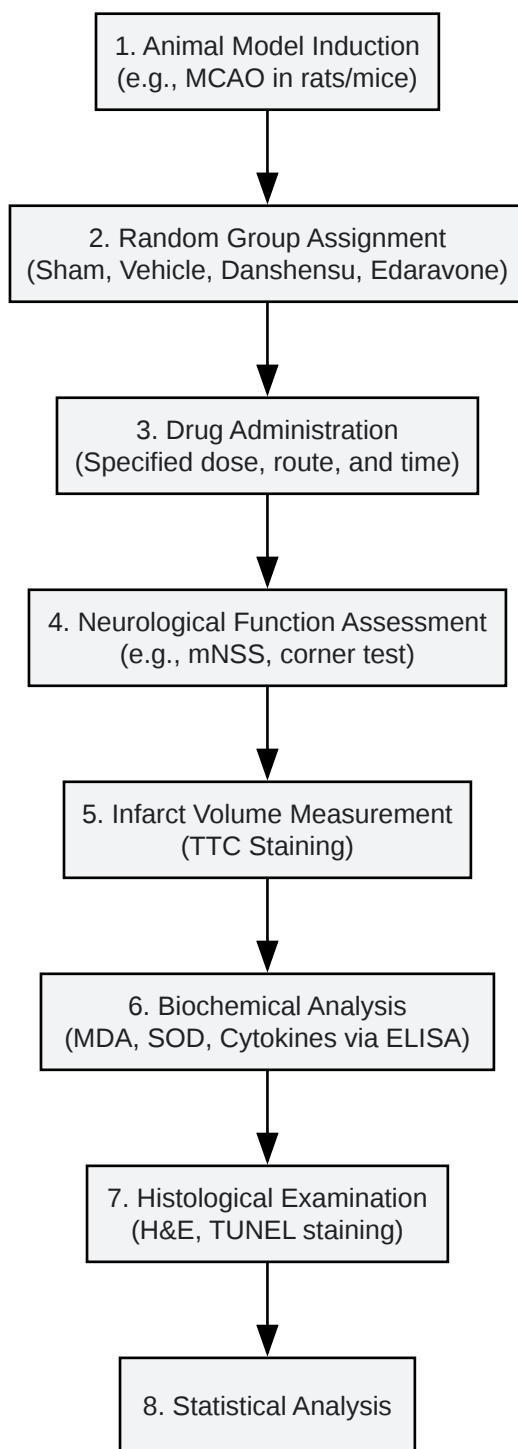 1. Animal Model Induction
(e.g., MCAO in rats/mice)
2. Random Group Assignment
(Sham, Vehicle, Danshensu, Edaravone)
3. Drug Administration
(Specified dose, route, and time)
4. Neurological Function Assessment
(e.g., mNSS, corner test)
5. Infarct Volume Measurement
(TTC Staining)
6. Biochemical Analysis
(MDA, SOD, Cytokines via ELISA)
7. Histological Examination
(H&E, TUNEL staining)
8. Statistical Analysis